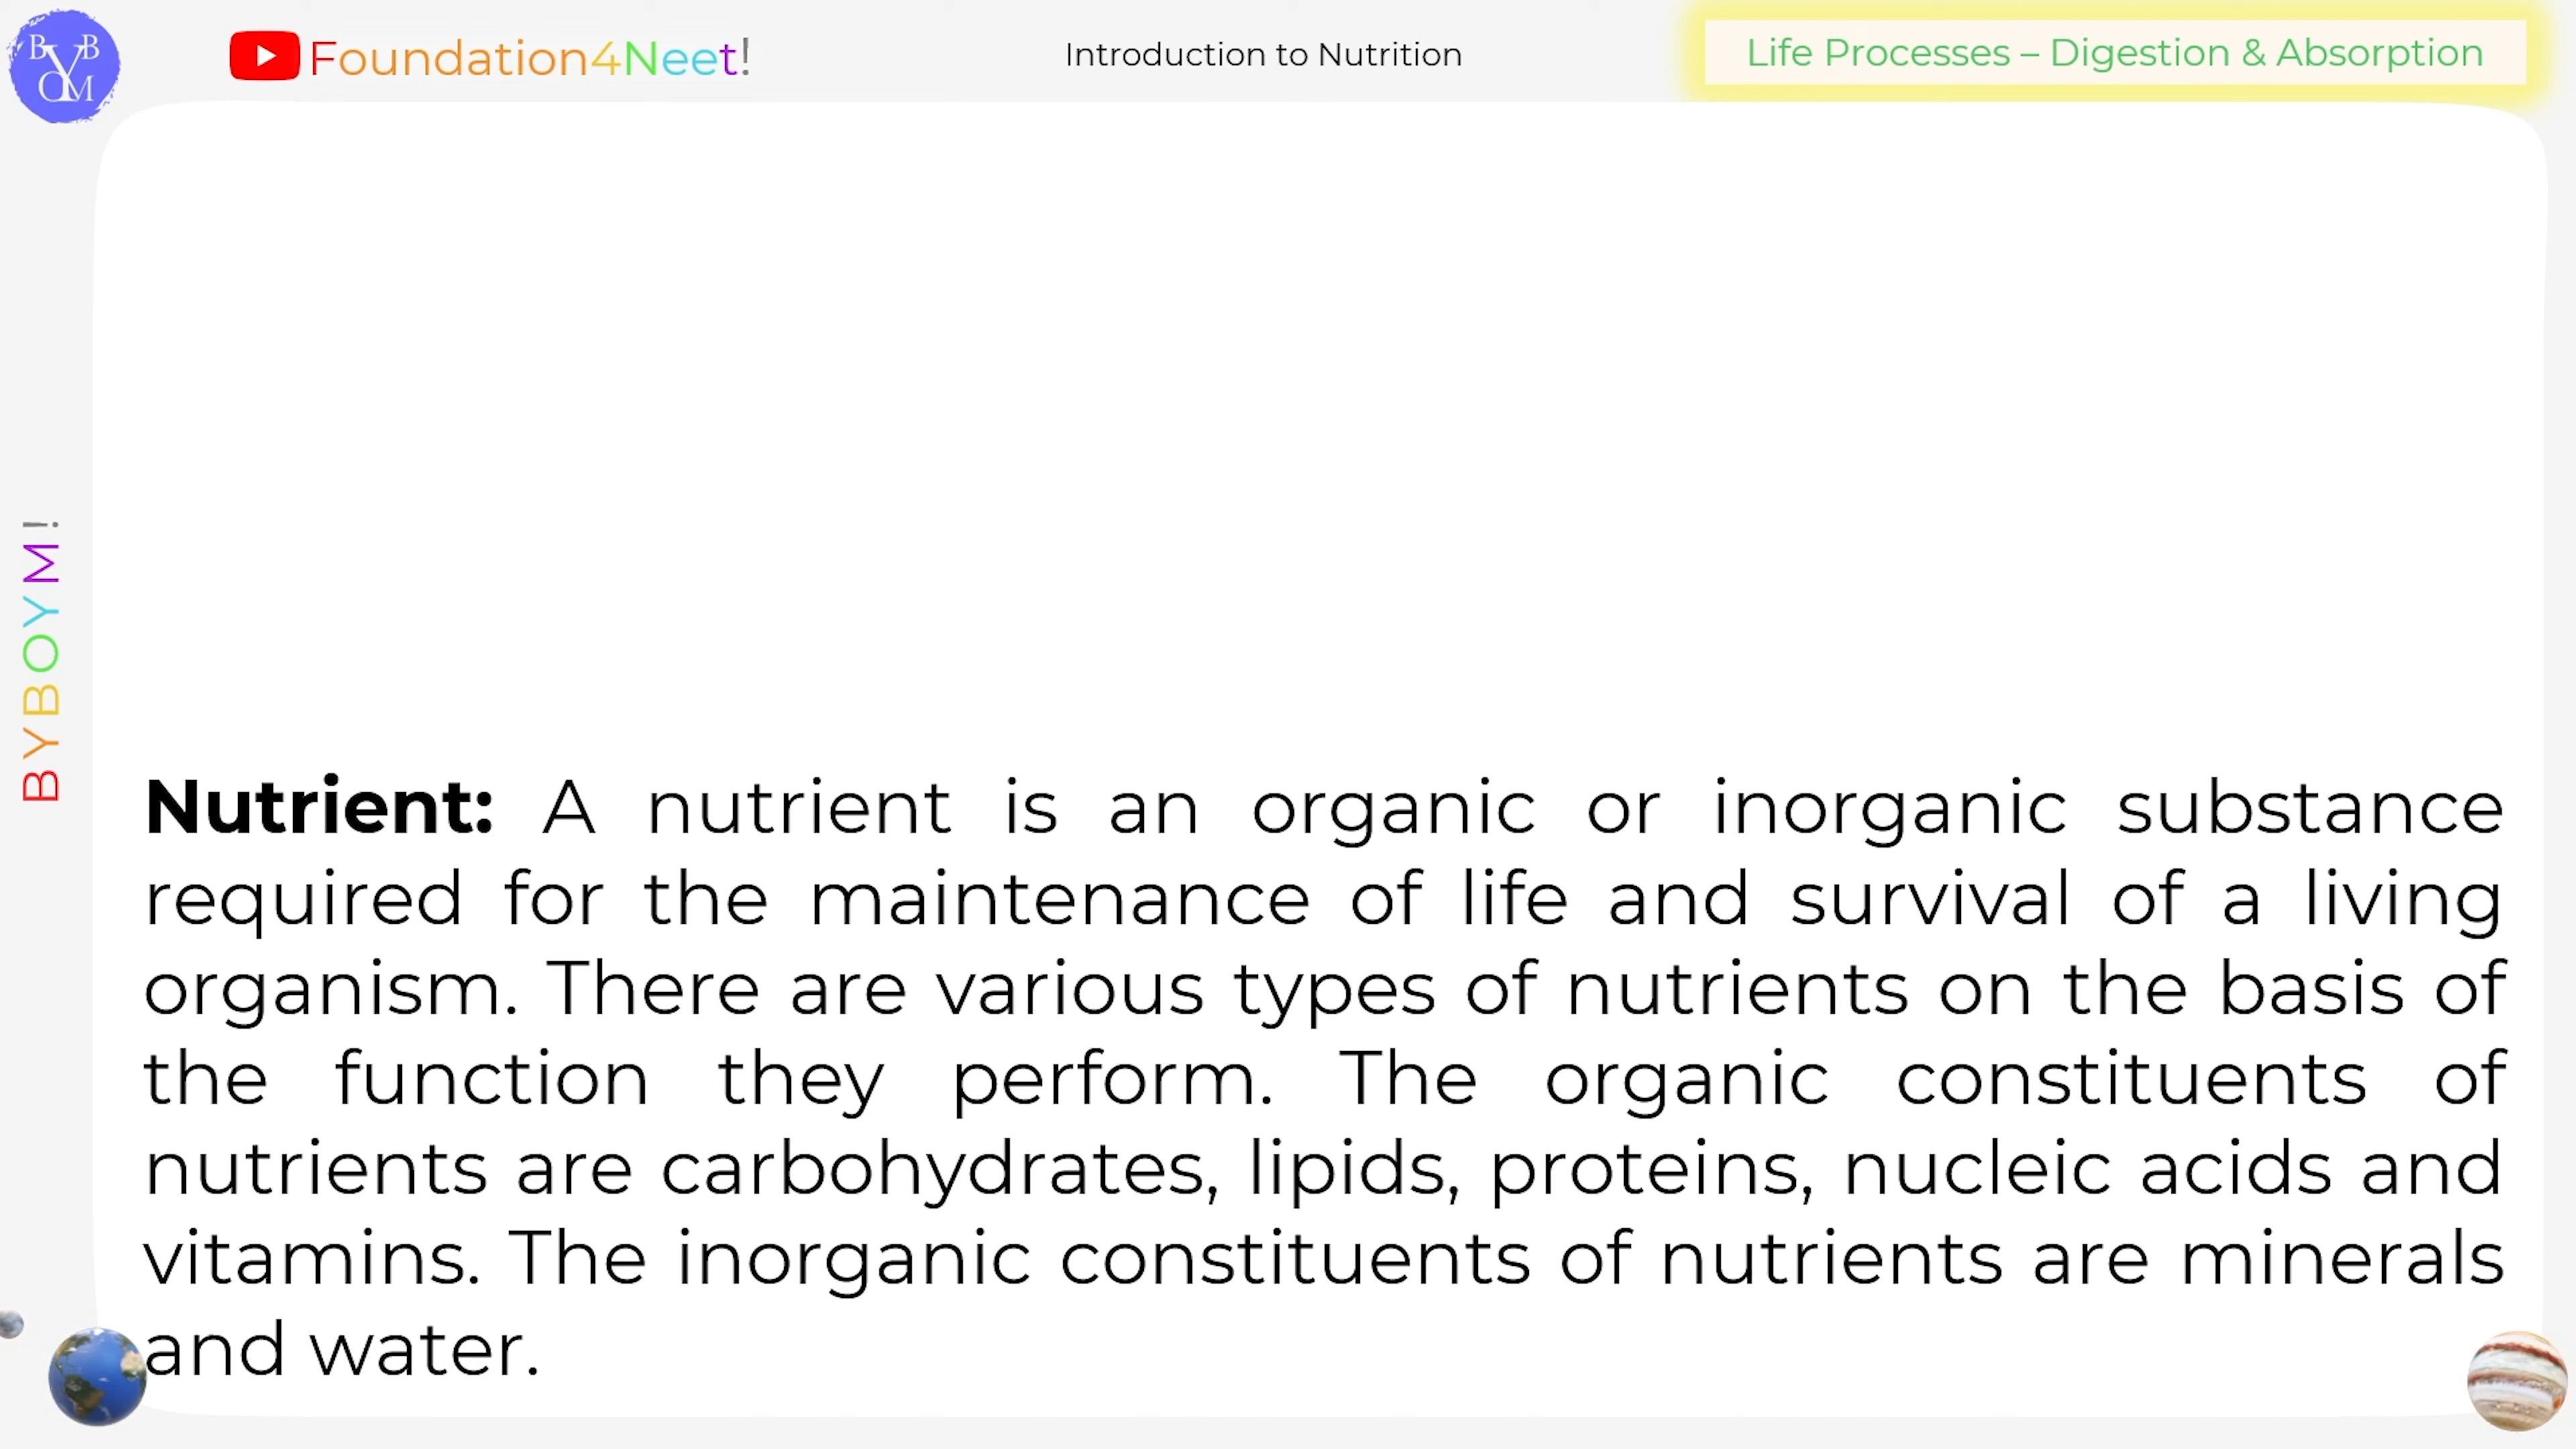 BYBOM
Foundation4Neet!
Introduction to Nutrition
Life Processes – Digestion & Absorption
BYBOYM!
Nutrient: A nutrient is an organic or inorganic substance
required for the maintenance of life and survival of a living
organism. There are various types of nutrients on the basis of
the function they perform. The organic constituents of
nutrients are carbohydrates, lipids, proteins, nucleic acids and
vitamins. The inorganic constituents of nutrients are minerals
and water.